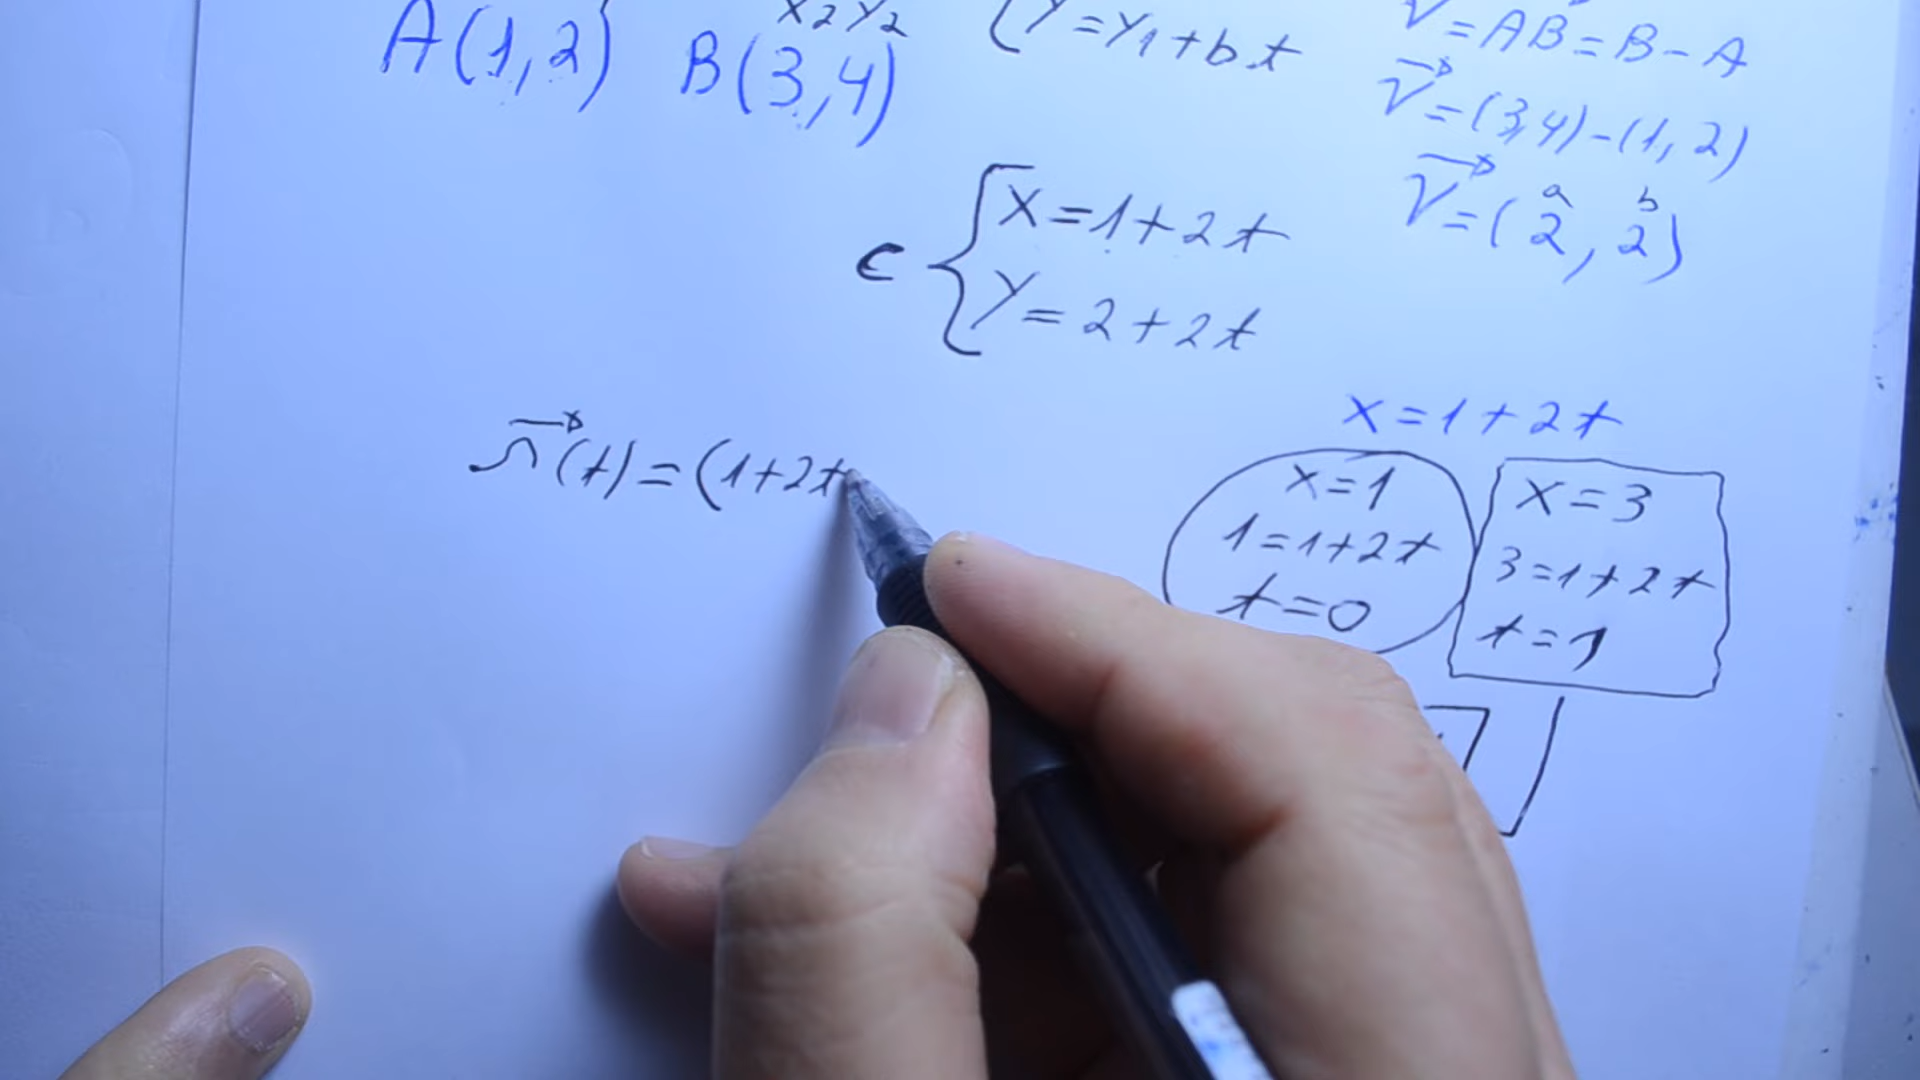 A(1,2)
x2 y2
B(3,4)
{y=y1+bt
V=AB=B-A
V=(3,4)-(1,2)
a b
V=(2,2)
C {x=1+2t
y=2+2t
r(t)=(1+2t
x=1+2t
x=1
1=1+2t
t=0
x=3
3=1+2t
t=1